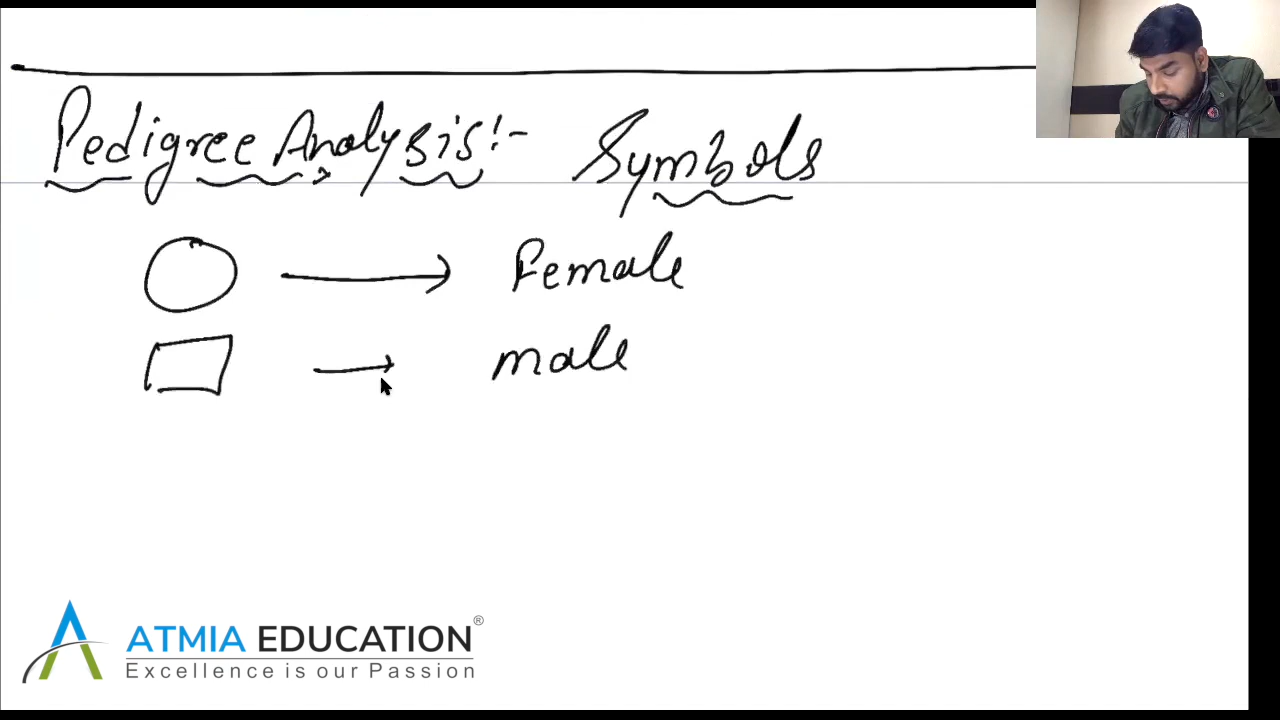 Pedigree Analysis:- Symbols
Female
male
ATMIA EDUCATION®
Excellence is our Passion